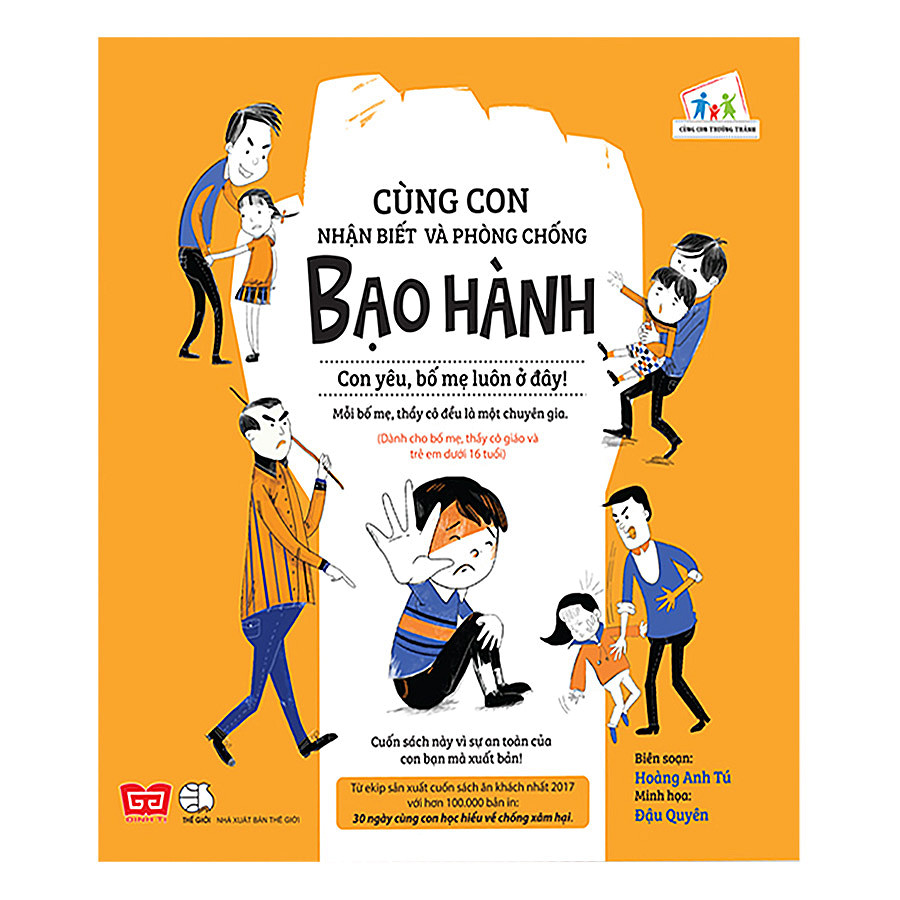 CÙNG CON TRƯỞNG THÀNH
CÙNG CON
NHẬN BIẾT VÀ PHÒNG CHỐNG
BẠO HÀNH
Con yêu, bố mẹ luôn ở đây!
Mỗi bố mẹ, thầy cô đều là một chuyên gia.
(Dành cho bố mẹ, thầy cô giáo và
trẻ em dưới 16 tuổi)
Cuốn sách này vì sự an toàn của
con bạn mà xuất bản!
Từ ekip sản xuất cuốn sách ăn khách nhất 2017
với hơn 100.000 bản in:
30 ngày cùng con học hiểu về chống xâm hại.
Biên soạn:
Hoàng Anh Tú
Minh họa:
Đậu Quyên
ĐINH TỊ
THẾ GIỚI
NHÀ XUẤT BẢN THẾ GIỚI